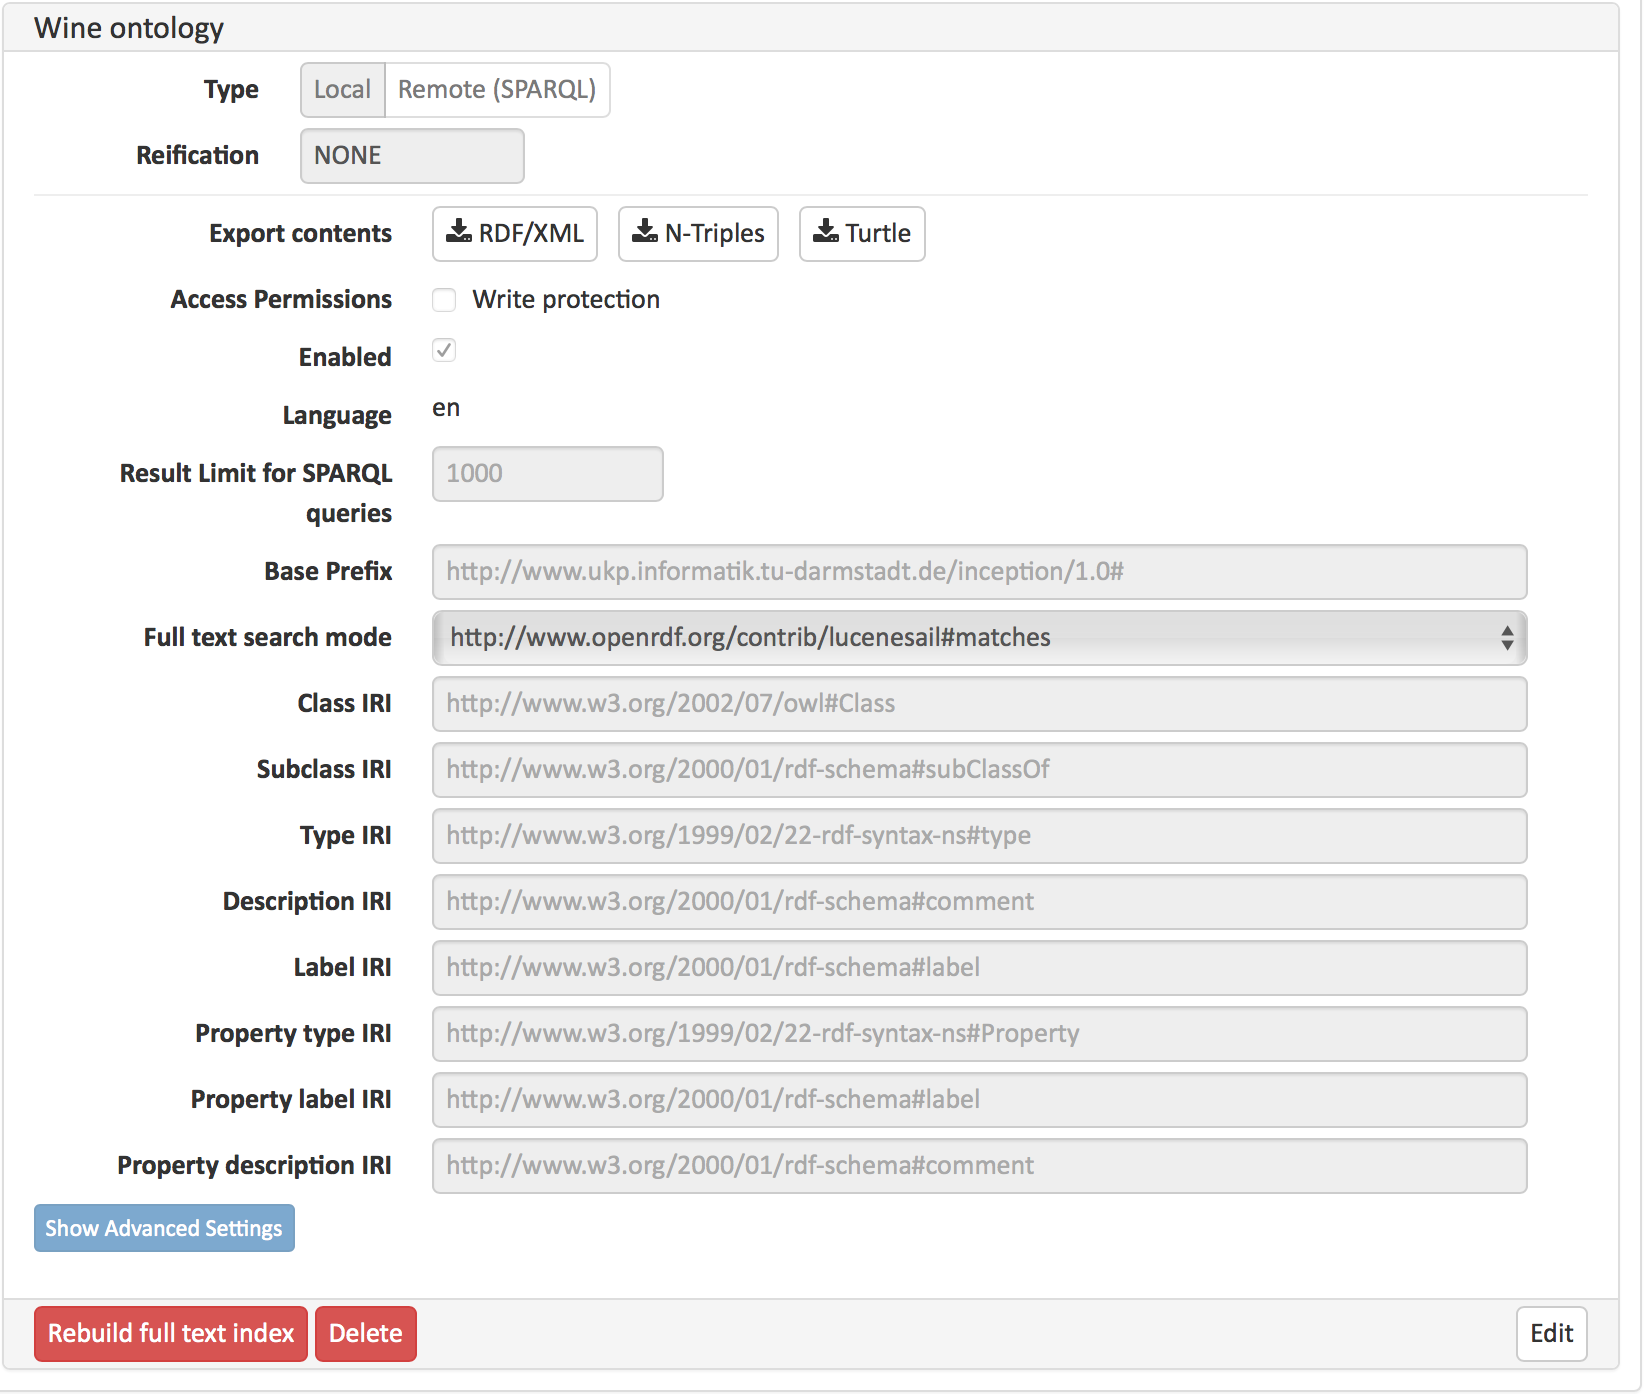 Wine ontology
Type Local Remote (SPARQL)
Reification NONE
Export contents RDF/XML N-Triples Turtle
Access Permissions Write protection
Enabled
Language en
Result Limit for SPARQL 1000
queries
Base Prefix http://www.ukp.informatik.tu-darmstadt.de/inception/1.0#
Full text search mode http://www.openrdf.org/contrib/lucenesail#matches
Class IRI http://www.w3.org/2002/07/owl#Class
Subclass IRI http://www.w3.org/2000/01/rdf-schema#subClassOf
Type IRI http://www.w3.org/1999/02/22-rdf-syntax-ns#type
Description IRI http://www.w3.org/2000/01/rdf-schema#comment
Label IRI http://www.w3.org/2000/01/rdf-schema#label
Property type IRI http://www.w3.org/1999/02/22-rdf-syntax-ns#Property
Property label IRI http://www.w3.org/2000/01/rdf-schema#label
Property description IRI http://www.w3.org/2000/01/rdf-schema#comment
Show Advanced Settings
Rebuild full text index Delete Edit